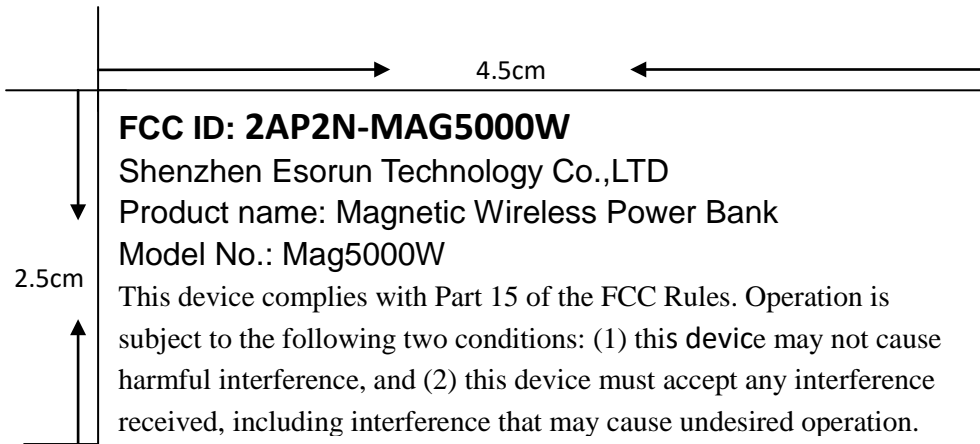 4.5cm
FCC ID: 2AP2N-MAG5000W
Shenzhen Esorun Technology Co.,LTD
Product name: Magnetic Wireless Power Bank
Model No.: Mag5000W
2.5cm
This device complies with Part 15 of the FCC Rules. Operation is
subject to the following two conditions: (1) this device may not cause
harmful interference, and (2) this device must accept any interference
received, including interference that may cause undesired operation.